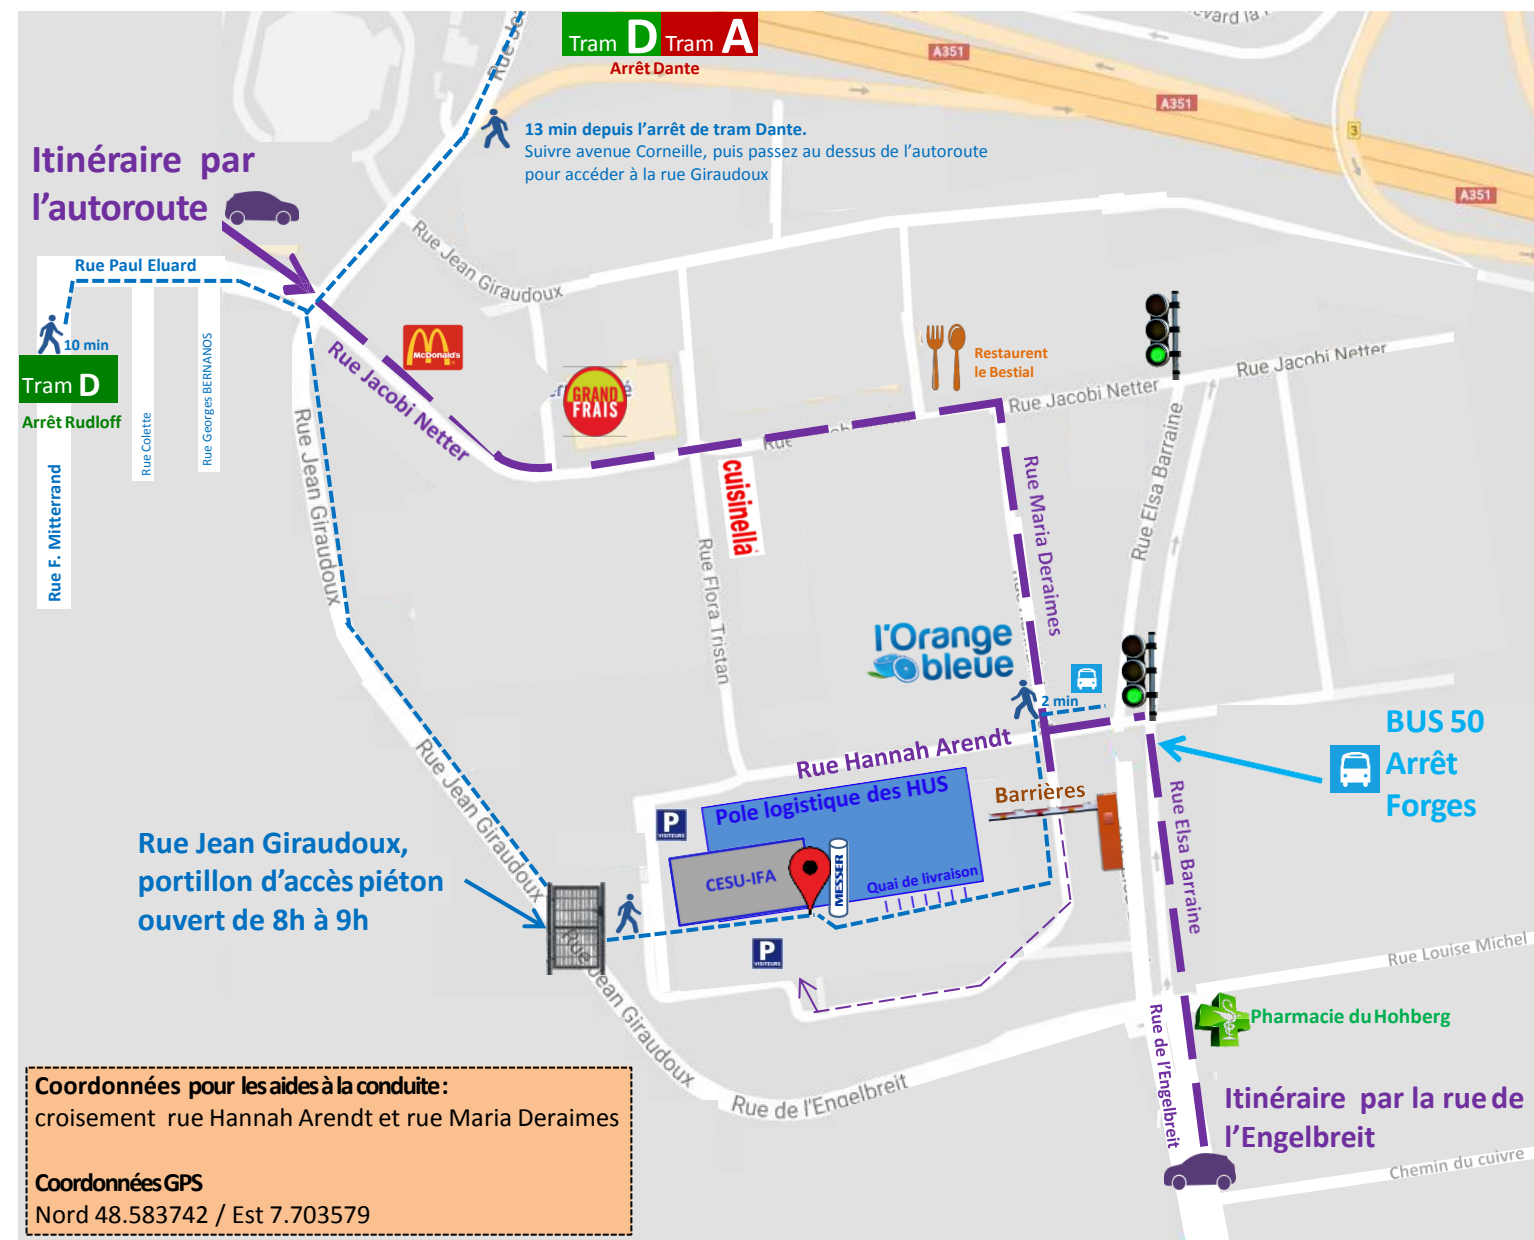 Tram D Tram A
Arrêt Dante
A351
A351
3
A351
13 min depuis l'arrêt de tram Dante.
Suivre avenue Corneille, puis passez au dessus de l'autoroute
pour accéder à la rue Giraudoux
Itinéraire par
l'autoroute
Rue Jean Giraudoux
Rue Paul Eluard
10 min
Tram D
Arrêt Rudloff
Rue F. Mitterrand
Rue Colette
Rue Georges BERNANOS
Rue Jacobi Netter
McDonald's
GRAND
FRAIS
Restaurent
le Bestial
Rue Jacobi Netter
Rue Jacobi Netter
Rue
cuisinella
Rue Flora Tristan
Rue Maria Deraimes
Rue Elsa Barraine
Rue Jean Giraudoux
l'Orange
bleue
2 min
BUS 50
Arrêt
Forges
Rue Hannah Arendt
Barrières
Pole logistique des HUS
P
VISITEURS
CESU-IFA
MESSER
Quai de livraison
P
VISITEURS
Rue Elsa Barraine
Rue Jean Giraudoux
Rue Jean Giraudoux,
portillon d'accès piéton
ouvert de 8h à 9h
Rue Jean Giraudoux
Rue Louise Michel
Pharmacie du Hohberg
Rue de l'Engelbreit
Rue de l'Engelbreit
Itinéraire par la rue de
l'Engelbreit
Chemin du cuivre
Coordonnées pour les aides à la conduite :
croisement rue Hannah Arendt et rue Maria Deraimes
Coordonnées GPS
Nord 48.583742 / Est 7.703579